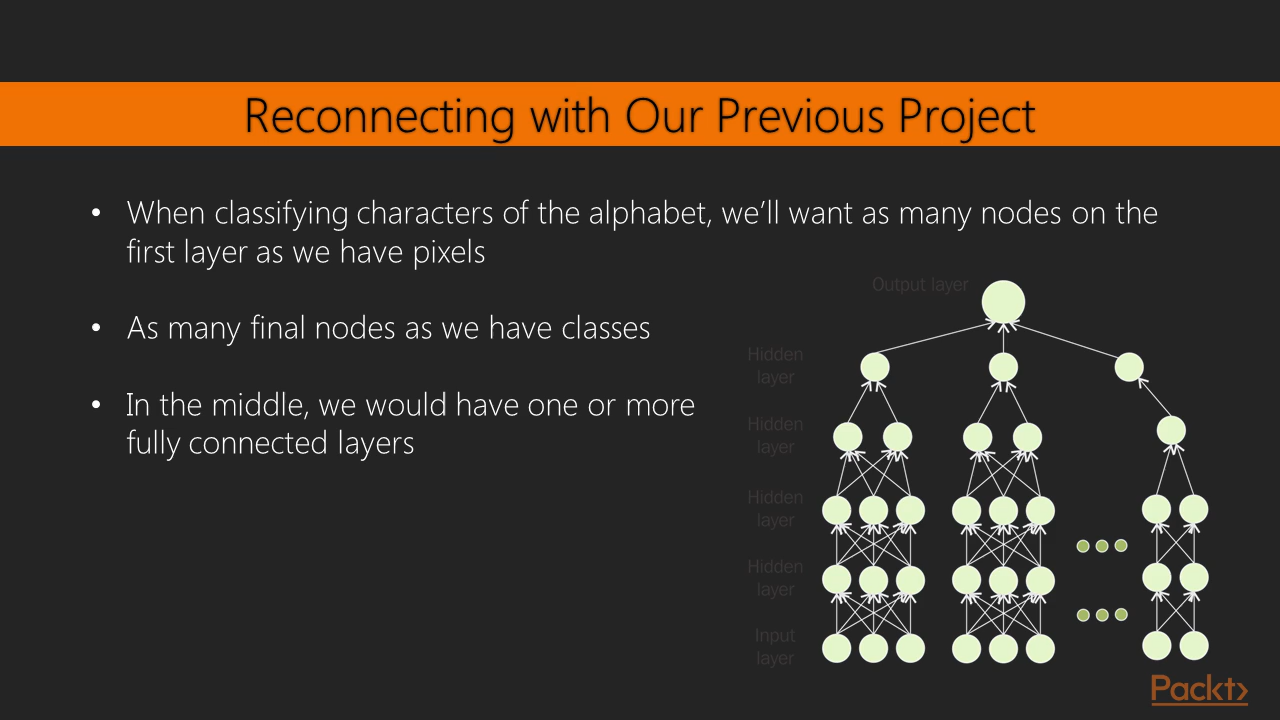 Reconnecting with Our Previous Project
• When classifying characters of the alphabet, we’ll want as many nodes on the
first layer as we have pixels
• As many final nodes as we have classes
• In the middle, we would have one or more
fully connected layers
Output layer
Hidden
layer
Hidden
layer
Hidden
layer
Hidden
layer
Input
layer
Packt>